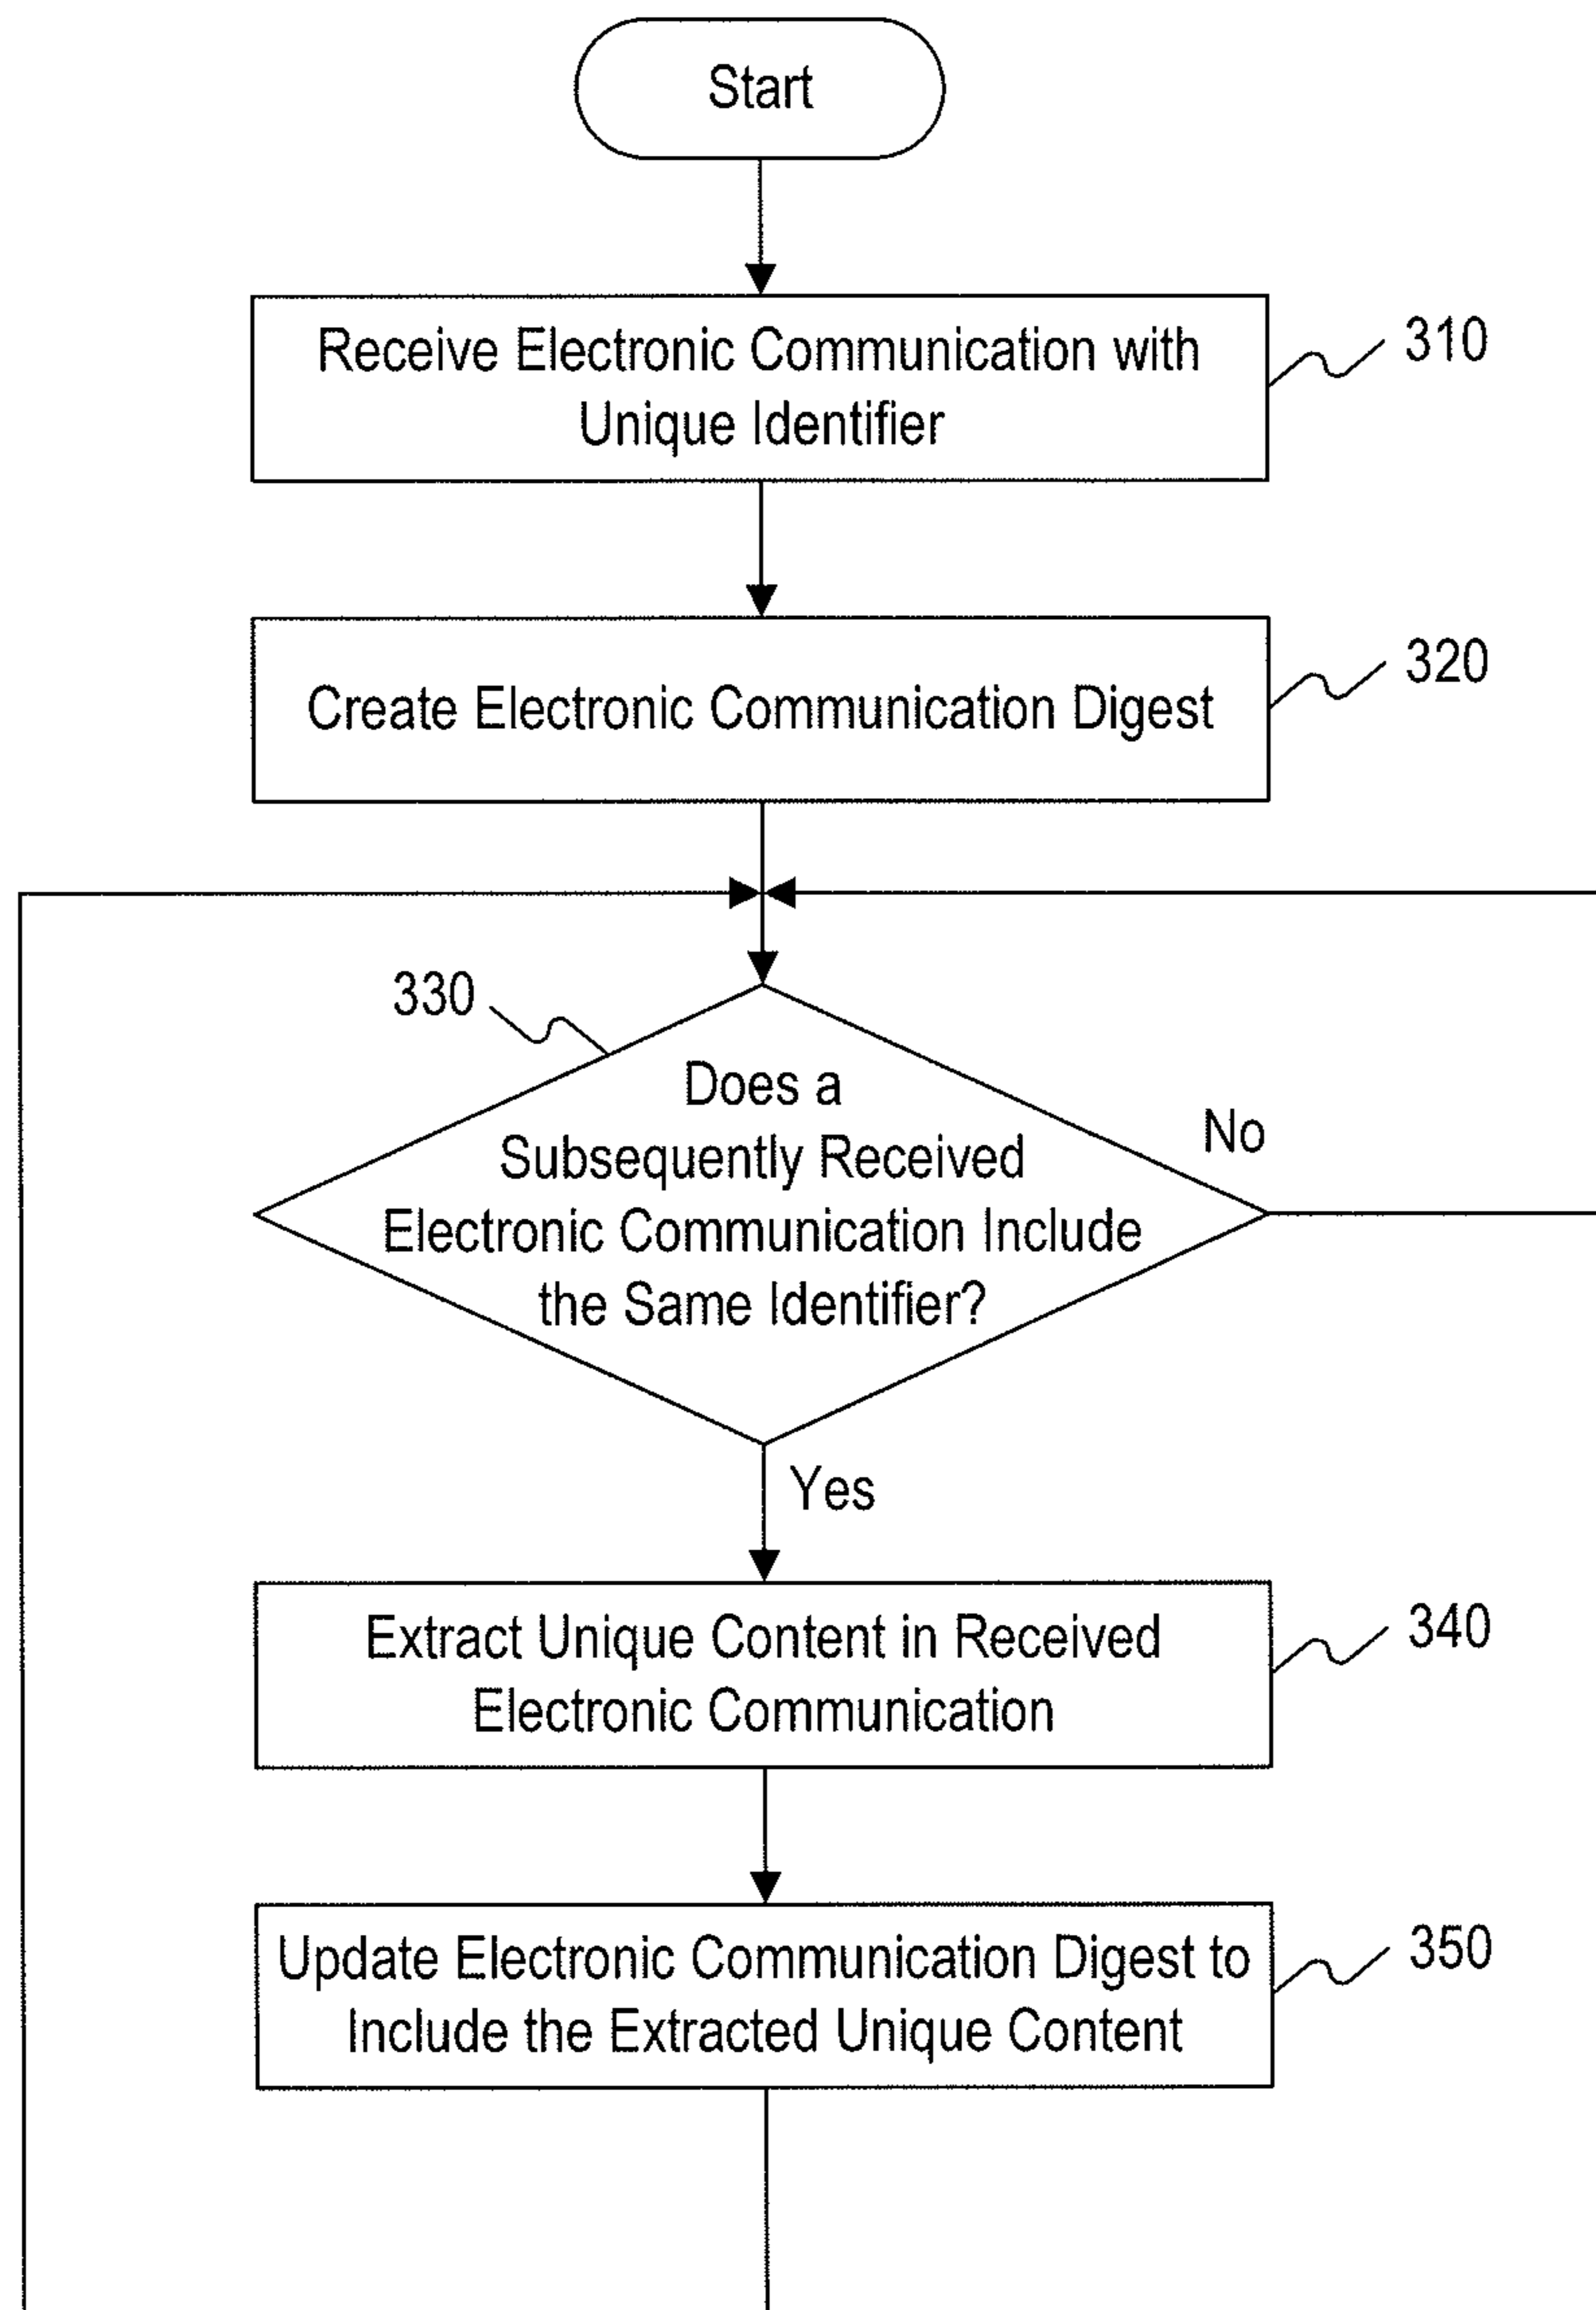 Start
Receive Electronic Communication with
Unique Identifier
310
Create Electronic Communication Digest
320
330
Does a
Subsequently Received
Electronic Communication Include
the Same Identifier?
No
Yes
Extract Unique Content in Received
Electronic Communication
340
Update Electronic Communication Digest to
Include the Extracted Unique Content
350